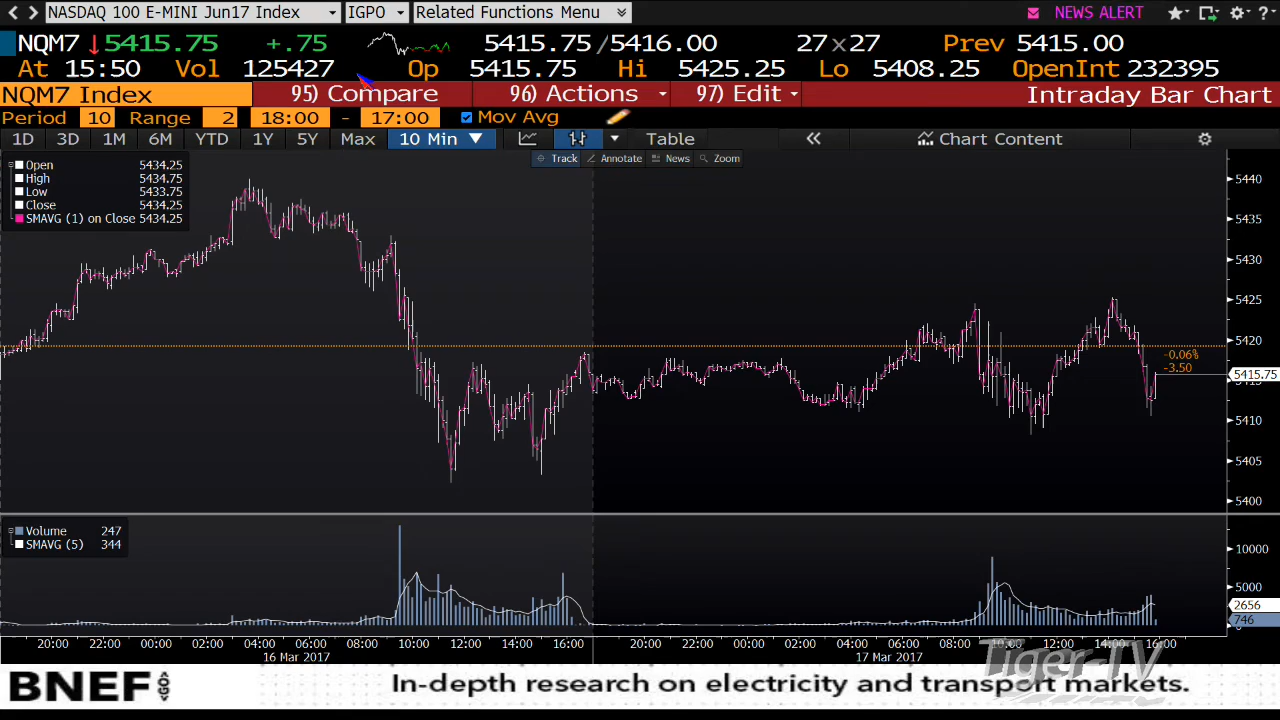 NASDAQ 100 E-MINI Jun17 Index IGPO Related Functions Menu NEWS ALERT
NQM7 ↓5415.75 +.75 5415.75/5416.00 27x27 Prev 5415.00
At 15:50 Vol 125427 Op 5415.75 Hi 5425.25 Lo 5408.25 OpenInt 232395
NQM7 Index 95) Compare 96) Actions 97) Edit Intraday Bar Chart
Period 10 Range 2 18:00 - 17:00 Mov Avg
1D 3D 1M 6M YTD 1Y 5Y Max 10 Min ▼ Table « Chart Content
Track Annotate News Zoom
Open 5434.25
High 5434.75
Low 5433.75
Close 5434.25
SMAVG (1) on Close 5434.25
5440
5435
5430
5425
5420
-0.06%
-3.50
5415.75
5415
5410
5405
5400
Volume 247
SMAVG (5) 344
10000
5000
2656
746
0
20:00 22:00 00:00 02:00 04:00 06:00 08:00 10:00 12:00 14:00 16:00 20:00 22:00 00:00 02:00 04:00 06:00 08:00 10:00 12:00 14:00 16:00
16 Mar 2017 17 Mar 2017
Tiger-TV
BNEF <GO> In-depth research on electricity and transport markets.